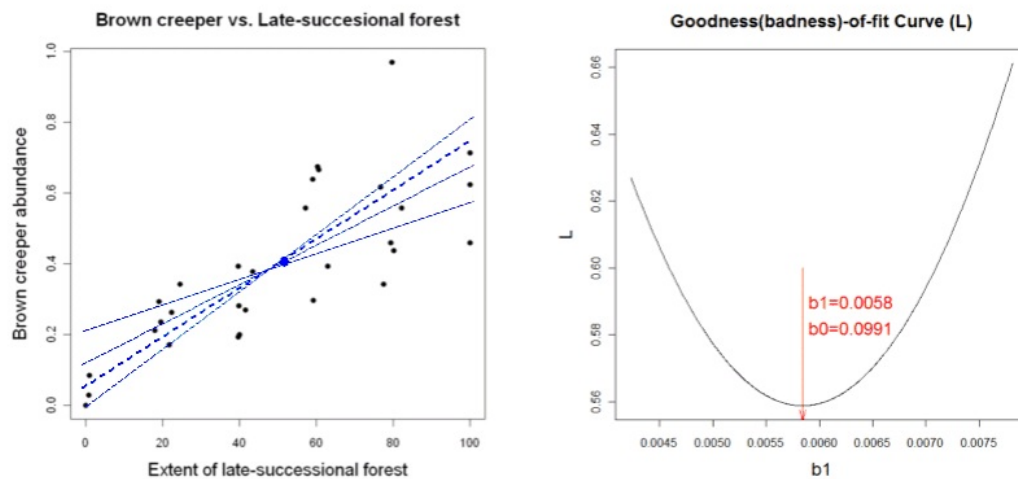 Brown creeper vs. Late-succesional forest
Brown creeper abundance
1.0
0.8
0.6
0.4
0.2
0.0
0 20 40 60 80 100
Extent of late-successional forest
Goodness(badness)-of-fit Curve (L)
L
0.66
0.64
0.62
0.60
0.58
0.56
b1=0.0058
b0=0.0991
0.0045 0.0050 0.0055 0.0060 0.0065 0.0070 0.0075
b1